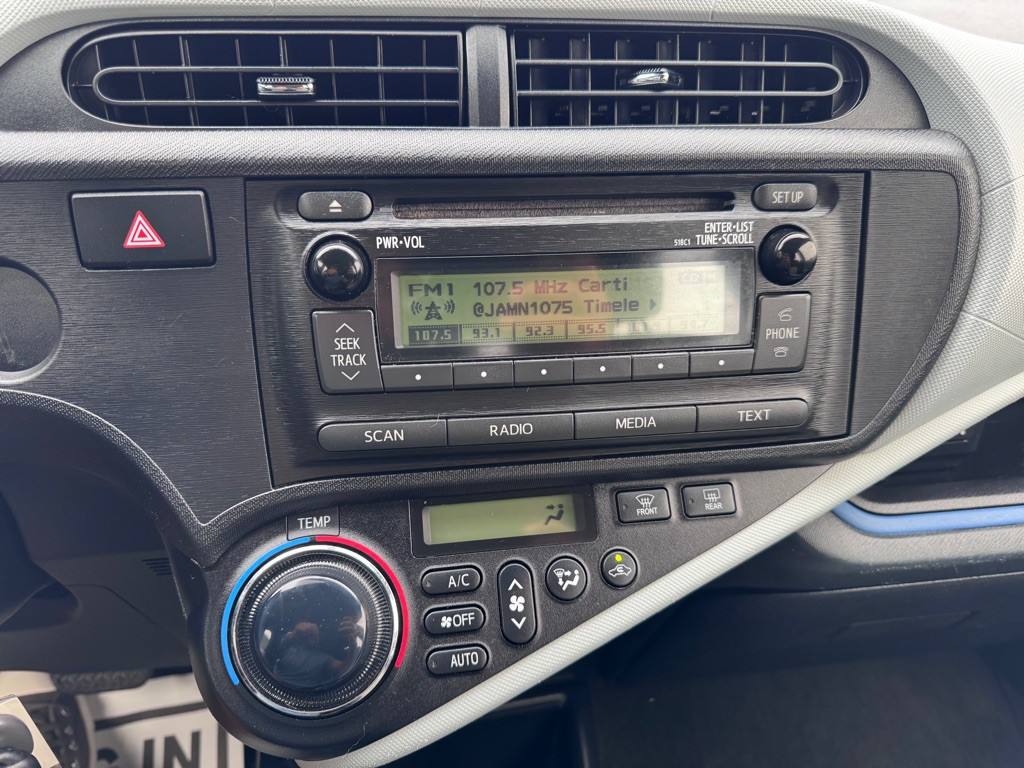 SET UP
PWR•VOL
518C1
ENTER•LIST
TUNE•SCROLL
FM1 107.5 MHz Carti
@JAMN1075 Timele
107.5 93.1 92.3 95.5
SEEK
TRACK
PHONE
SCAN RADIO MEDIA TEXT
TEMP
FRONT
REAR
A/C
OFF
AUTO
IN